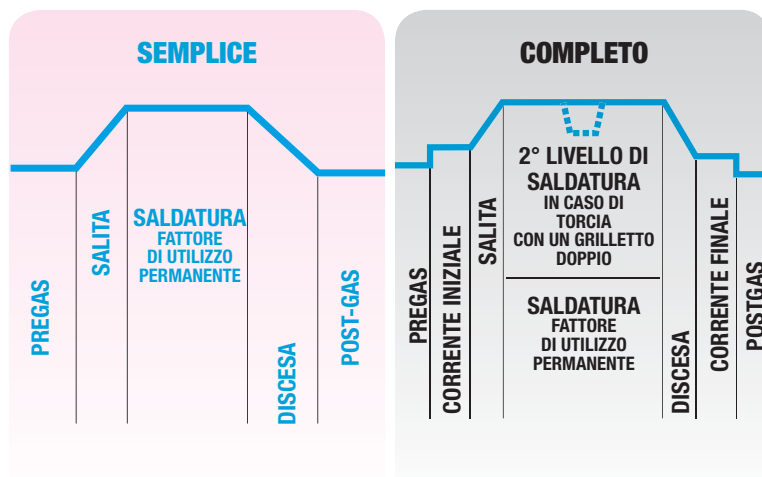 SEMPLICE
PREGAS
SALITA
SALDATURA
FATTORE
DI UTILIZZO
PERMANENTE
DISCESA
POST-GAS
COMPLETO
PREGAS
CORRENTE INIZIALE
SALITA
2° LIVELLO DI
SALDATURA
IN CASO DI
TORCIA
CON UN GRILLETTO
DOPPIO
SALDATURA
FATTORE
DI UTILIZZO
PERMANENTE
DISCESA
CORRENTE FINALE
POSTGAS